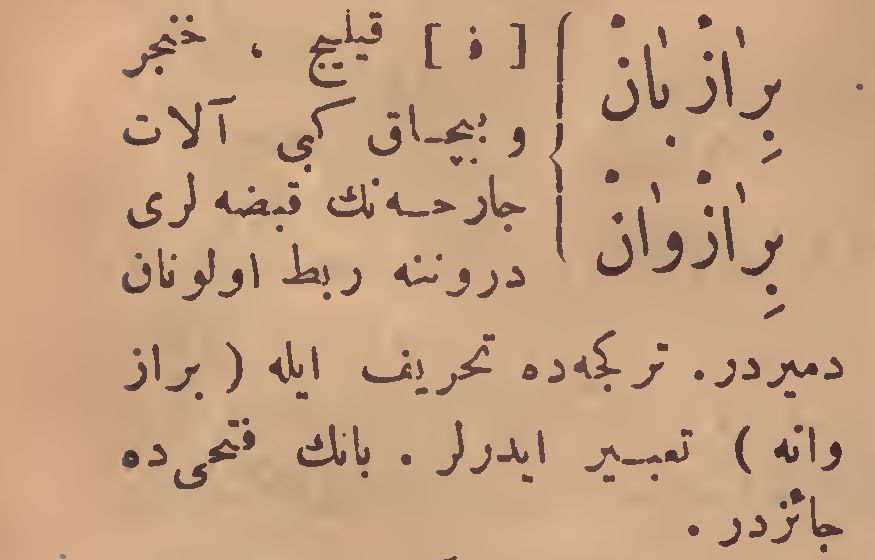 بِرازْبانْ
بِرازْوانْ
[ ف ] قیلیج ، خنجر
و بیچاق کبی آلات
جارحه‌نك قبضه لری
دروننه ربط اولونان
دمیردر. ترکجه‌ده تحریف ایله ( براز
وانه ) تعبیر ایدرلر . بانك فتحی‌ده
جائزدر .